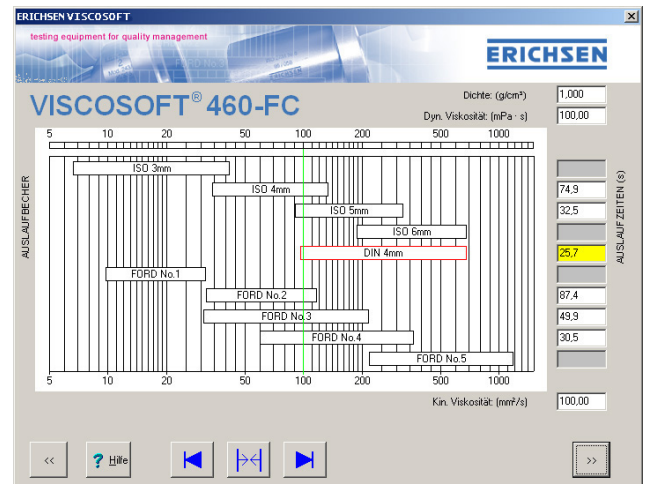 ERICHSEN VISCOSOFT
testing equipment for quality management
ERICHSEN
VISCOSOFT® 460-FC
Dichte: (g/cm³) 1,000
Dyn. Viskosität: (mPa · s) 100,00
5 10 20 50 100 200 500 1000
AUSLAUFBECHER
AUSLAUFZEITEN (s)
ISO 3mm
ISO 4mm 74,9
ISO 5mm 32,5
ISO 6mm
DIN 4mm 25,7
FORD No.1
FORD No.2 87,4
FORD No.3 49,9
FORD No.4 30,5
FORD No.5
5 10 20 50 100 200 500 1000
Kin. Viskosität: (mm²/s) 100,00
<< ? Hilfe >>